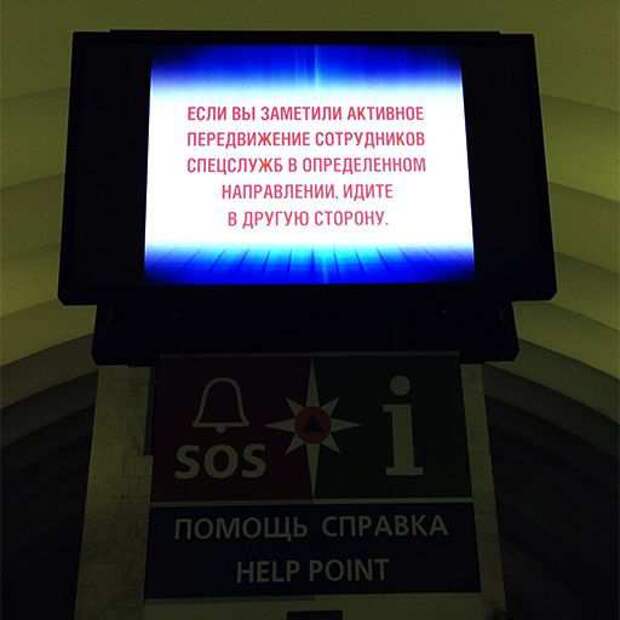 ЕСЛИ ВЫ ЗАМЕТИЛИ АКТИВНОЕ
ПЕРЕДВИЖЕНИЕ СОТРУДНИКОВ
СПЕЦСЛУЖБ В ОПРЕДЕЛЕННОМ
НАПРАВЛЕНИИ, ИДИТЕ
В ДРУГУЮ СТОРОНУ.
SOS
i
ПОМОЩЬ СПРАВКА
HELP POINT